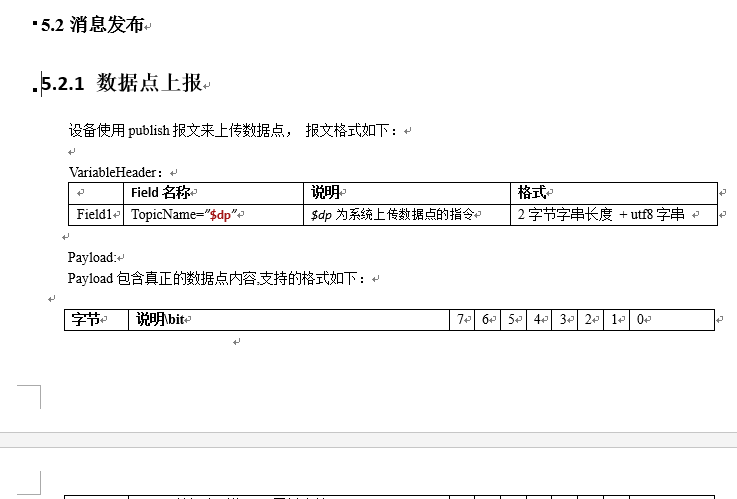 5.2 消息发布
5.2.1 数据点上报
设备使用 publish 报文来上传数据点， 报文格式如下：
VariableHeader：
Field 名称 说明 格式
Field1 TopicName="$dp" $dp 为系统上传数据点的指令 2 字节字串长度 + utf8 字串
Payload:
Payload 包含真正的数据点内容,支持的格式如下：
字节 说明\bit 7 6 5 4 3 2 1 0